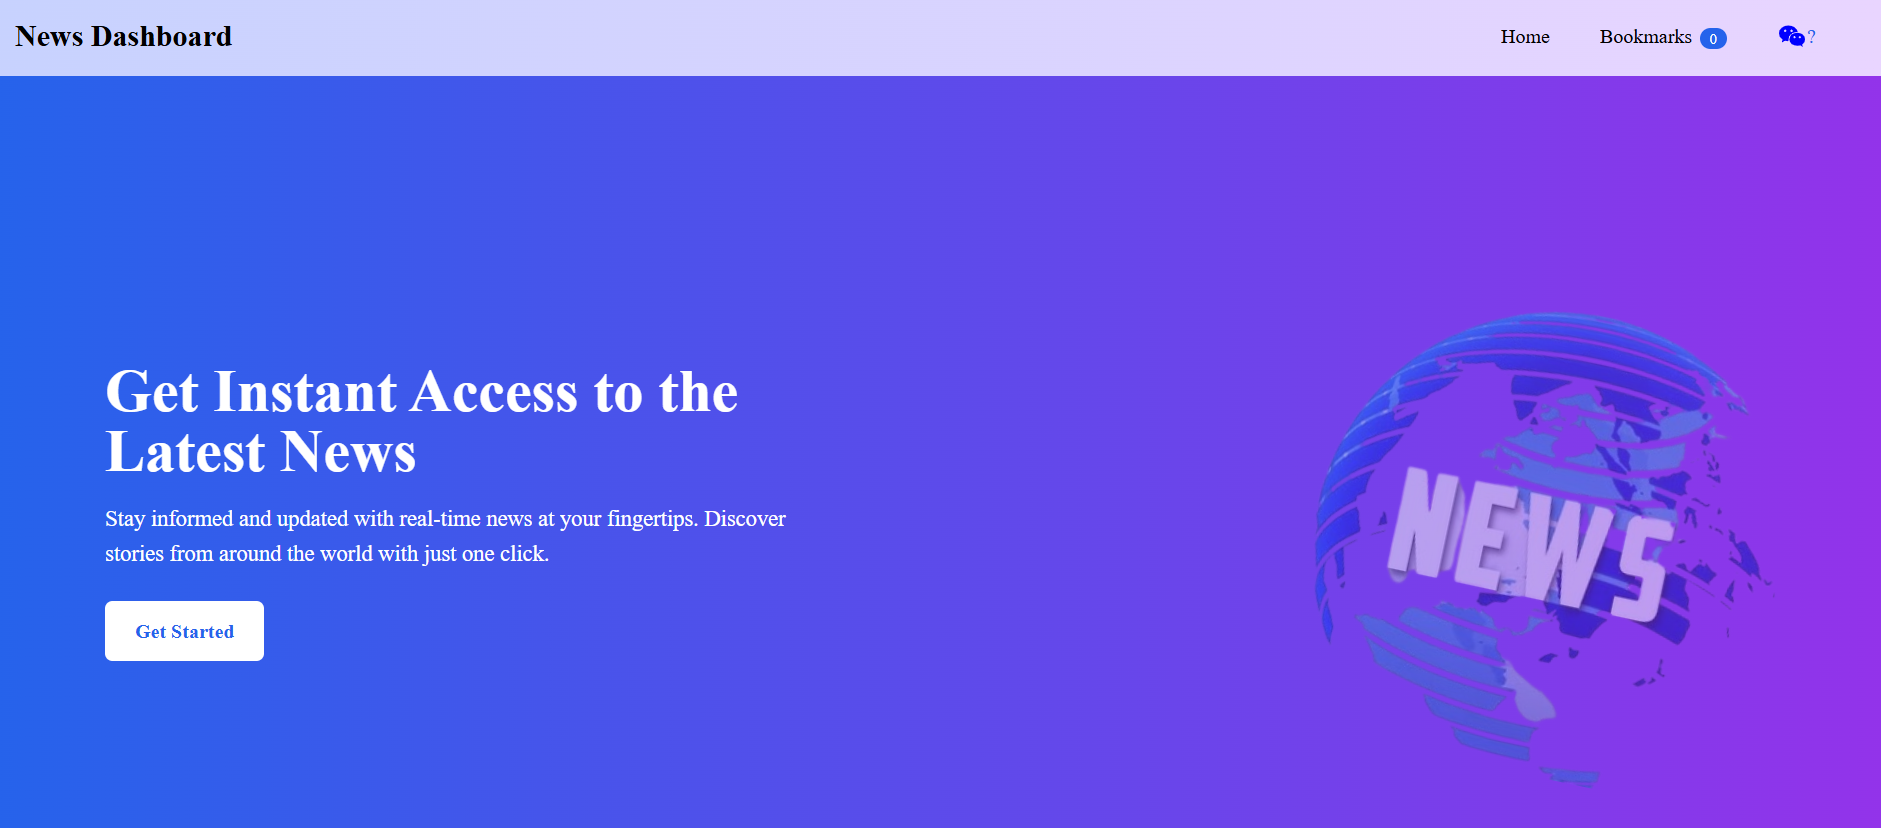 News Dashboard
Home
Bookmarks 0
?
Get Instant Access to the
Latest News
Stay informed and updated with real-time news at your fingertips. Discover
stories from around the world with just one click.
Get Started
NEWS